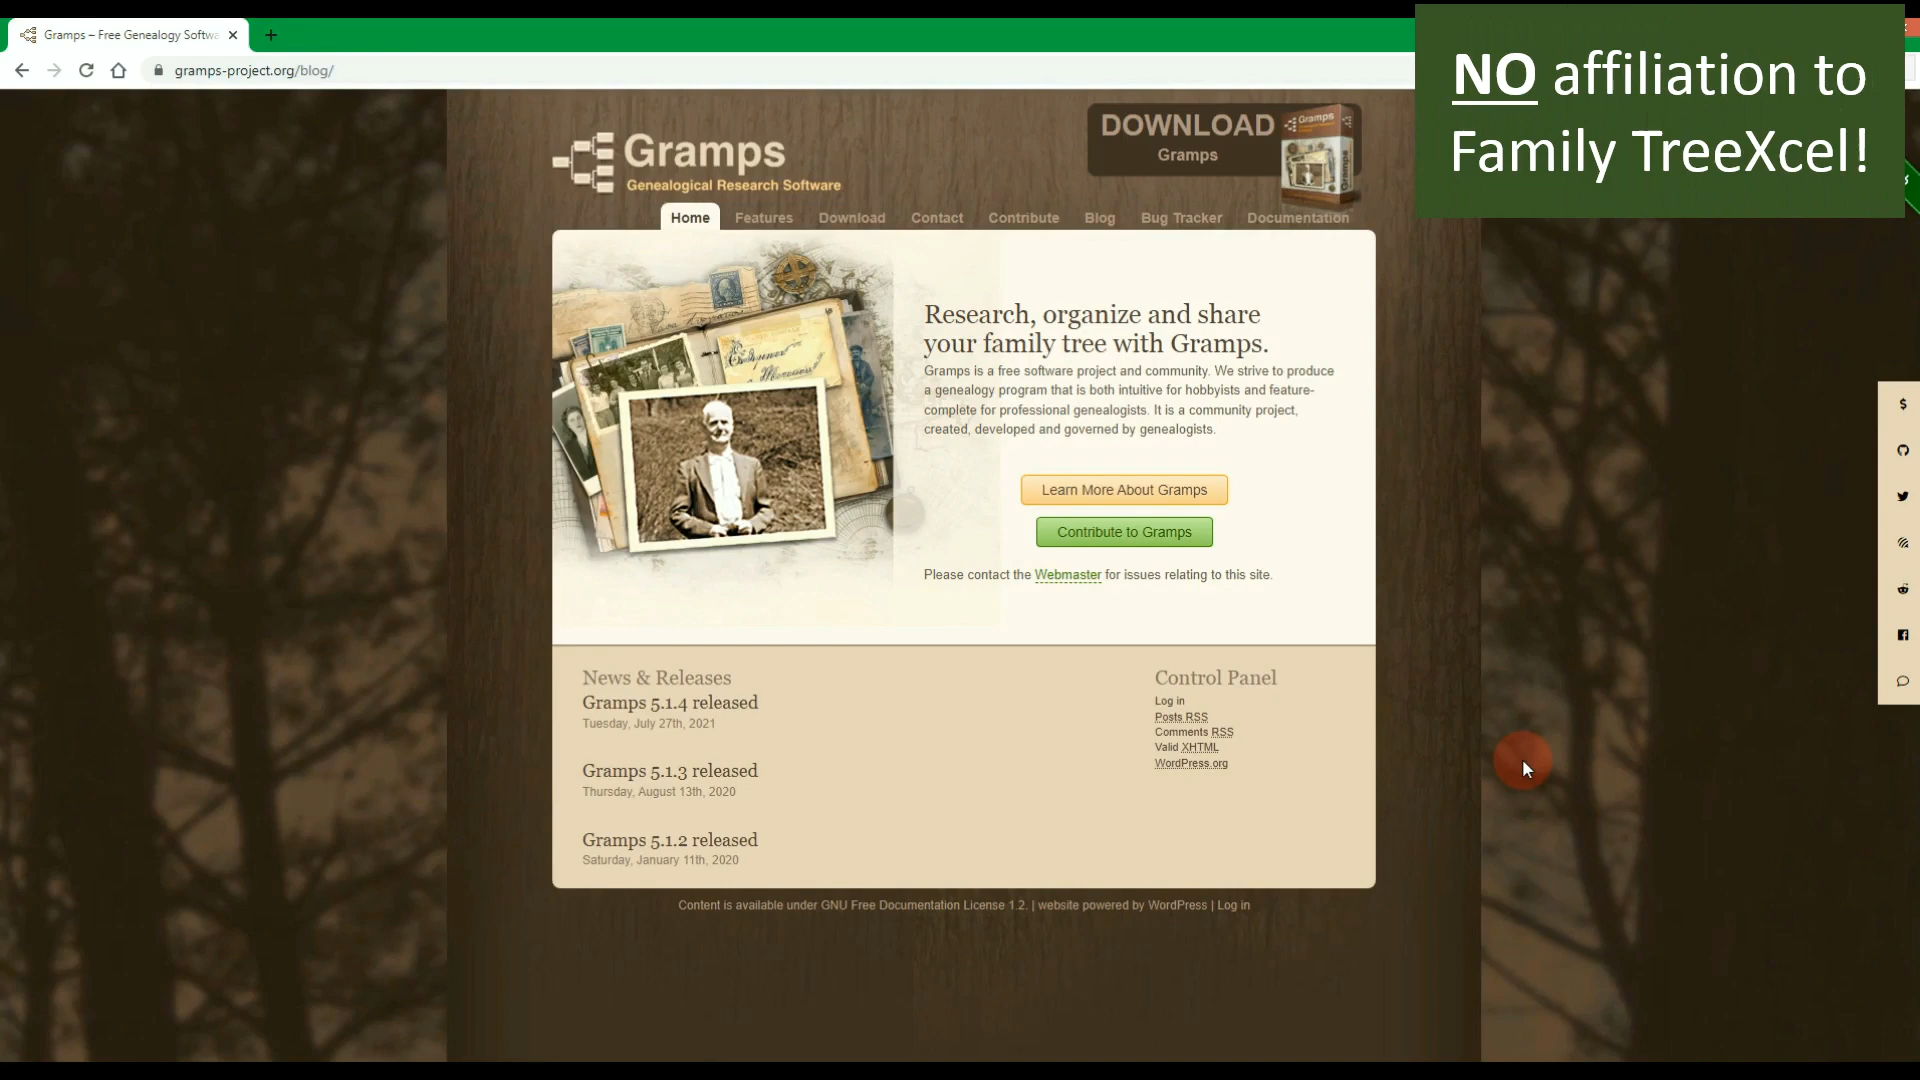 Gramps – Free Genealogy Softwa
gramps-project.org/blog/
NO affiliation to
Family TreeXcel!
Gramps
Genealogical Research Software
DOWNLOAD
Gramps
Gramps
Home Features Download Contact Contribute Blog Bug Tracker Documentation
Research, organize and share
your family tree with Gramps.
Gramps is a free software project and community. We strive to produce
a genealogy program that is both intuitive for hobbyists and feature-
complete for professional genealogists. It is a community project,
created, developed and governed by genealogists.
Learn More About Gramps
Contribute to Gramps
Please contact the Webmaster for issues relating to this site.
News & Releases
Gramps 5.1.4 released
Tuesday, July 27th, 2021
Gramps 5.1.3 released
Thursday, August 13th, 2020
Gramps 5.1.2 released
Saturday, January 11th, 2020
Control Panel
Log in
Posts RSS
Comments RSS
Valid XHTML
WordPress.org
Content is available under GNU Free Documentation License 1.2. | website powered by WordPress | Log in